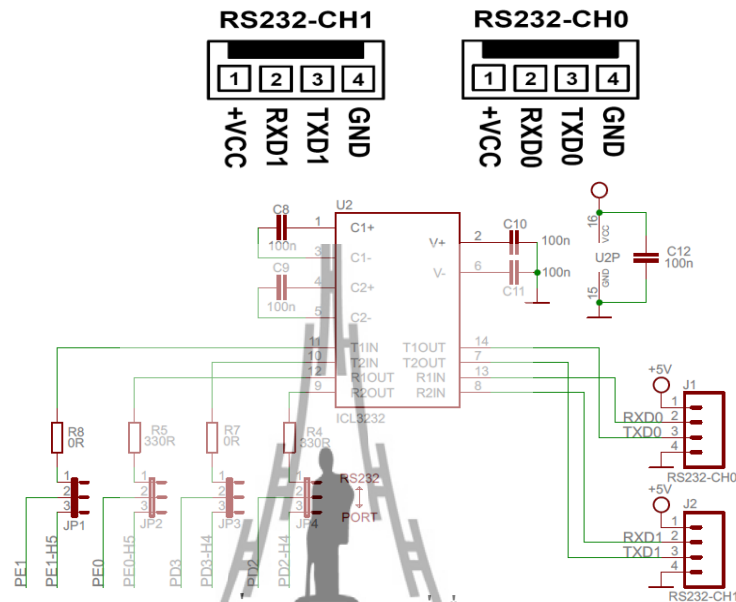 RS232-CH1 RS232-CH0
1 2 3 4 1 2 3 4
+VCC RXD1 TXD1 GND +VCC RXD0 TXD0 GND
U2
C8 1 C1+ V+ 2 C10 16 VCC
100n 3 C1- 100n U2P C12
C9 4 C2+ V- 6 100n 100n
100n 5 C2- C11 15 GND
11 T1IN T1OUT 14
10 T2IN T2OUT 7
12 R1OUT R1IN 13
9 R2OUT R2IN 8
ICL3232
+5V J1
1
RXD0 2
TXD0 3
4
RS232-CH0
R8 R5 R7 R4
0R 330R 0R 330R
1 1 1 1 RS232
2 2 2 2
3 3 3 3 PORT
JP1 JP2 JP3 JP4
+5V J2
1
RXD1 2
TXD1 3
4
RS232-CH1
PE1 PE1-H5 PE0 PE0-H5 PD3 PD3-H4 PD2 PD2-H4